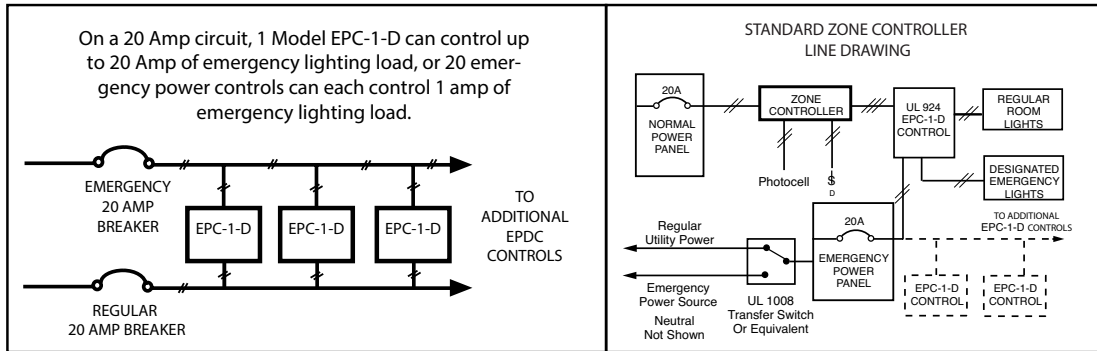 On a 20 Amp circuit, 1 Model EPC-1-D can control up
to 20 Amp of emergency lighting load, or 20 emer-
gency power controls can each control 1 amp of
emergency lighting load.
EMERGENCY
20 AMP
BREAKER
EPC-1-D
EPC-1-D
EPC-1-D
TO
ADDITIONAL
EPDC
CONTROLS
REGULAR
20 AMP BREAKER
STANDARD ZONE CONTROLLER
LINE DRAWING
20A
NORMAL
POWER
PANEL
ZONE
CONTROLLER
UL 924
EPC-1-D
CONTROL
REGULAR
ROOM
LIGHTS
Photocell
S
D
DESIGNATED
EMERGENCY
LIGHTS
Regular
Utility Power
20A
EMERGENCY
POWER
PANEL
TO ADDITIONAL
EPC-1-D CONTROLS
Emergency
Power Source
Neutral
Not Shown
UL 1008
Transfer Switch
Or Equivalent
EPC-1-D
CONTROL
EPC-1-D
CONTROL